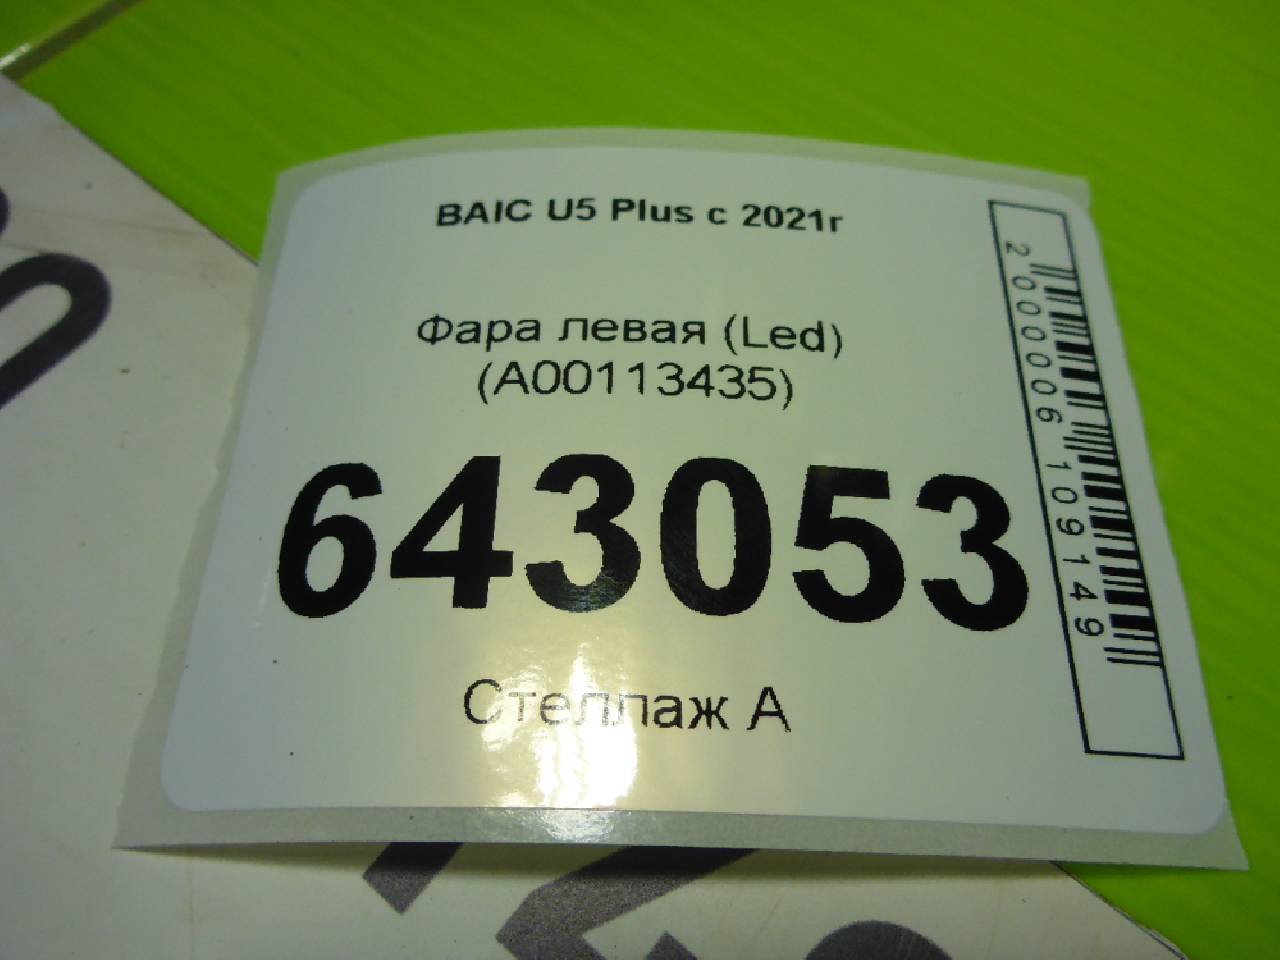 BAIC U5 Plus с 2021г
Фара левая (Led)
(A00113435)
643053
Стеллаж А
2000006109149